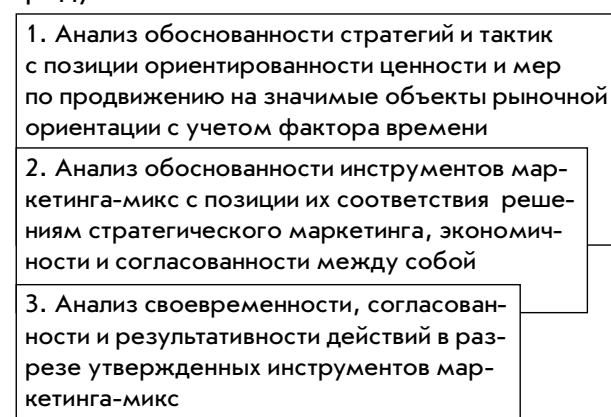 1. Анализ обоснованности стратегий и тактик
с позиции ориентированности ценности и мер
по продвижению на значимые объекты рыночной
ориентации с учетом фактора времени
2. Анализ обоснованности инструментов мар-
кетинга-микс с позиции их соответствия реше-
ниям стратегического маркетинга, экономич-
ности и согласованности между собой
3. Анализ своевременности, согласован-
ности и результативности действий в раз-
резе утвержденных инструментов мар-
кетинга-микс